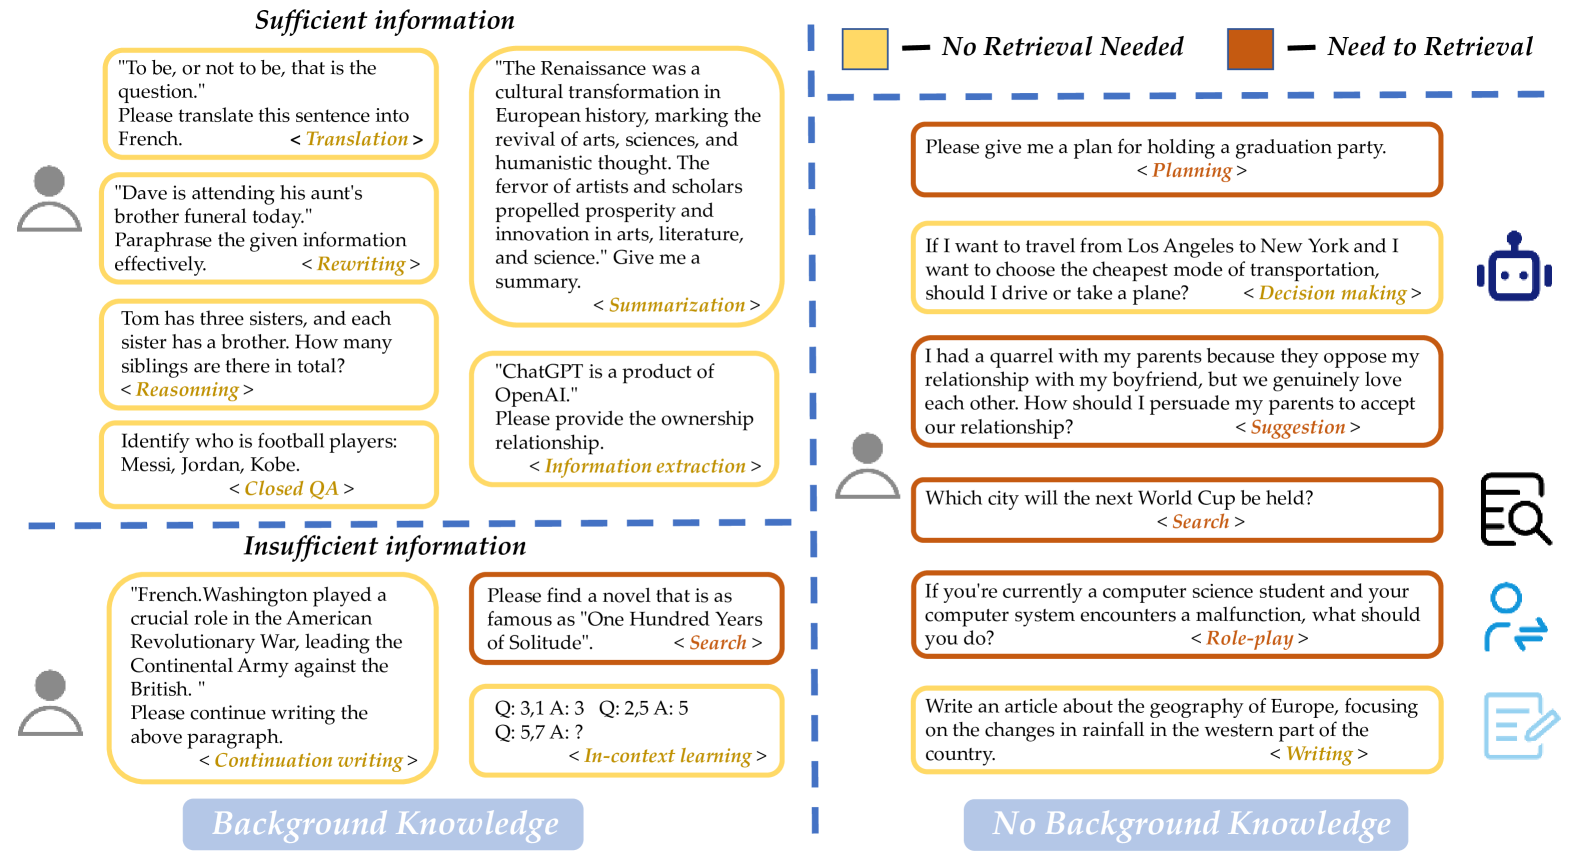 Sufficient information
"To be, or not to be, that is the
question."
Please translate this sentence into
French. < Translation >
"Dave is attending his aunt's
brother funeral today."
Paraphrase the given information
effectively. < Rewriting >
Tom has three sisters, and each
sister has a brother. How many
siblings are there in total?
< Reasonning >
Identify who is football players:
Messi, Jordan, Kobe.
< Closed QA >
"The Renaissance was a
cultural transformation in
European history, marking the
revival of arts, sciences, and
humanistic thought. The
fervor of artists and scholars
propelled prosperity and
innovation in arts, literature,
and science." Give me a
summary.
< Summarization >
"ChatGPT is a product of
OpenAI."
Please provide the ownership
relationship.
< Information extraction >
Insufficient information
"French.Washington played a
crucial role in the American
Revolutionary War, leading the
Continental Army against the
British. "
Please continue writing the
above paragraph.
< Continuation writing >
Please find a novel that is as
famous as "One Hundred Years
of Solitude". < Search >
Q: 3,1 A: 3 Q: 2,5 A: 5
Q: 5,7 A: ?
< In-context learning >
Background Knowledge
No Retrieval Needed
Need to Retrieval
Please give me a plan for holding a graduation party.
< Planning >
If I want to travel from Los Angeles to New York and I
want to choose the cheapest mode of transportation,
should I drive or take a plane? < Decision making >
I had a quarrel with my parents because they oppose my
relationship with my boyfriend, but we genuinely love
each other. How should I persuade my parents to accept
our relationship? < Suggestion >
Which city will the next World Cup be held?
< Search >
If you're currently a computer science student and your
computer system encounters a malfunction, what should
you do? < Role-play >
Write an article about the geography of Europe, focusing
on the changes in rainfall in the western part of the
country. < Writing >
No Background Knowledge